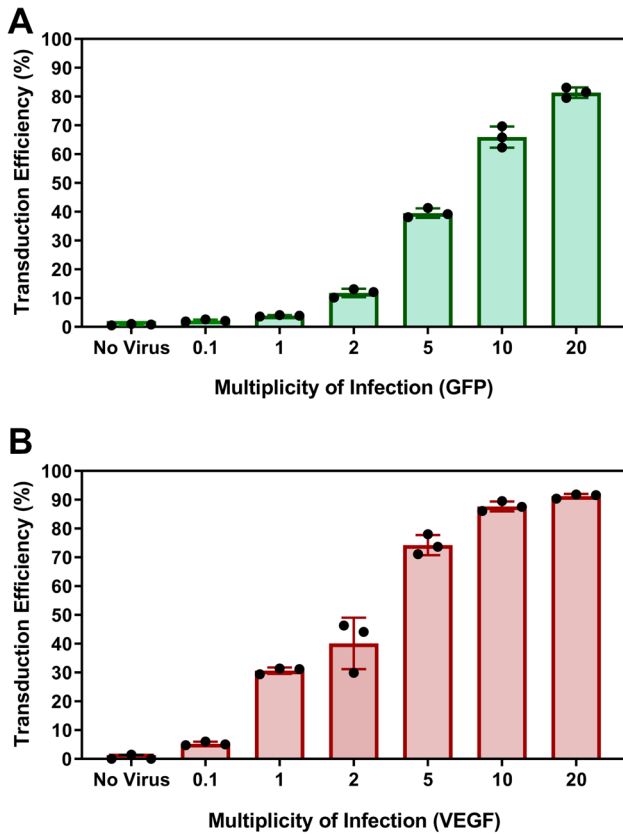 A
Transduction Efficiency (%)
100
90
80
70
60
50
40
30
20
10
0
No Virus 0.1 1 2 5 10 20
Multiplicity of Infection (GFP)
B
Transduction Efficiency (%)
100
90
80
70
60
50
40
30
20
10
0
No Virus 0.1 1 2 5 10 20
Multiplicity of Infection (VEGF)